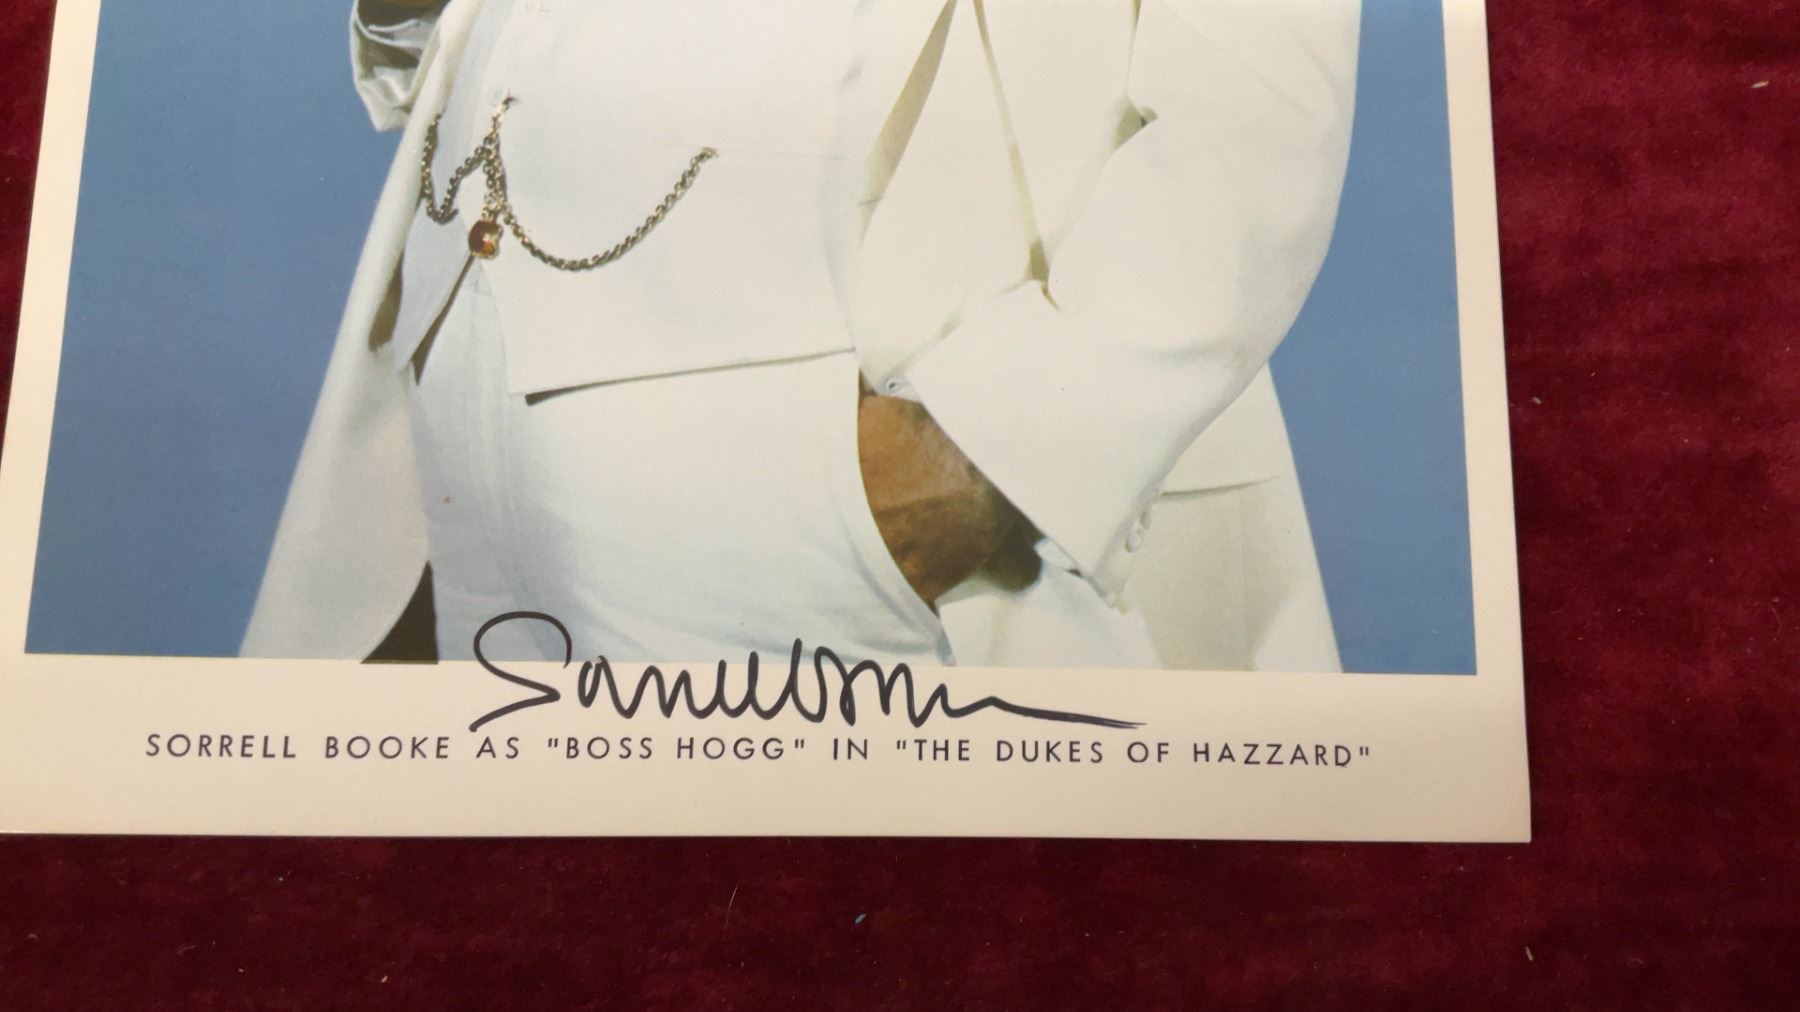 SORRELL BOOKE AS "BOSS HOGG" IN "THE DUKES OF HAZZARD"